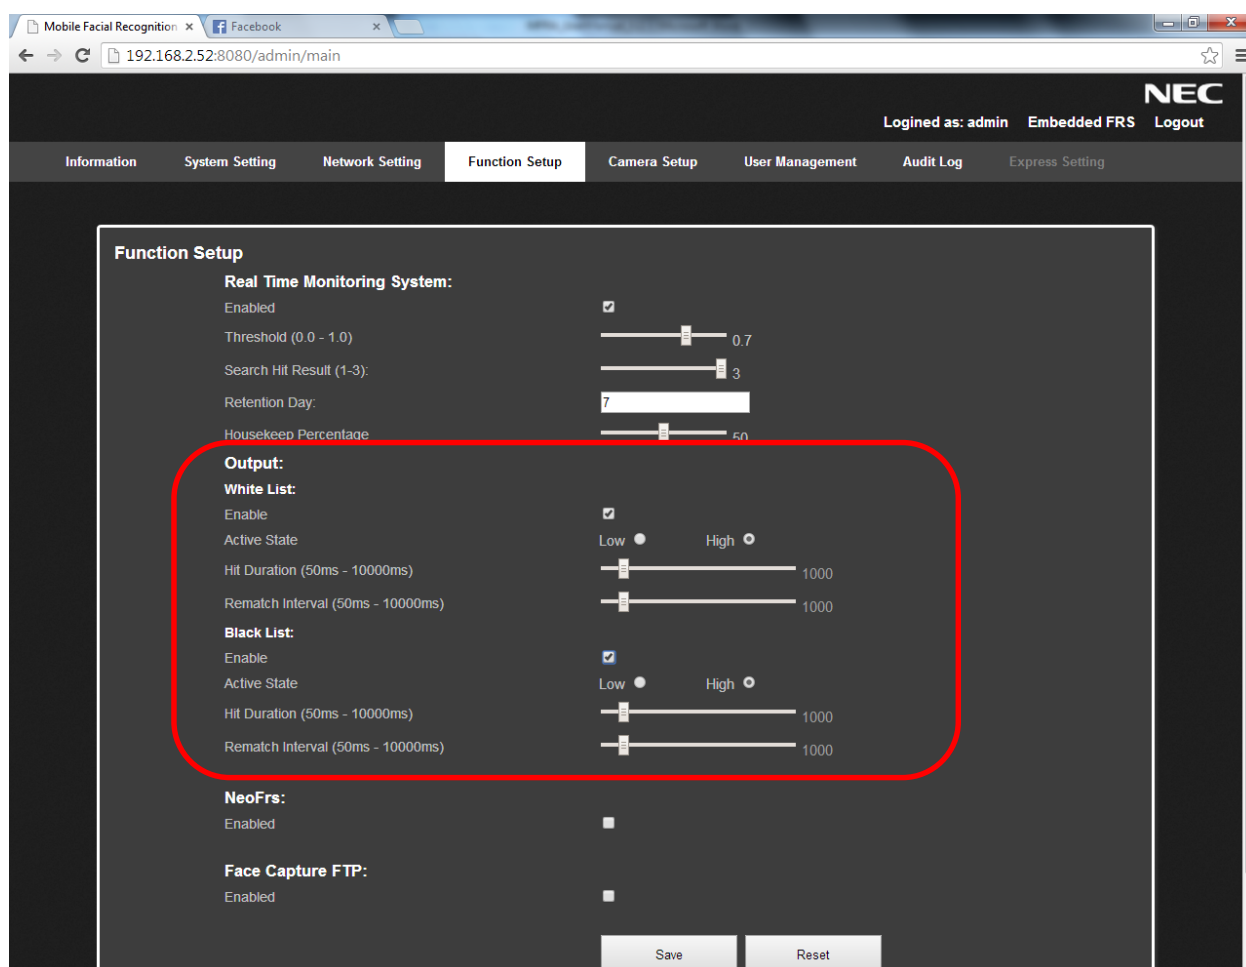 Mobile Facial Recognition
Facebook
192.168.2.52:8080/admin/main
NEC
Logined as: admin Embedded FRS Logout
Information System Setting Network Setting Function Setup Camera Setup User Management Audit Log Express Setting
Function Setup
Real Time Monitoring System:
Enabled
Threshold (0.0 - 1.0) 0.7
Search Hit Result (1-3): 3
Retention Day: 7
Housekeep Percentage 50
Output:
White List:
Enable
Active State Low High
Hit Duration (50ms - 10000ms) 1000
Rematch Interval (50ms - 10000ms) 1000
Black List:
Enable
Active State Low High
Hit Duration (50ms - 10000ms) 1000
Rematch Interval (50ms - 10000ms) 1000
NeoFrs:
Enabled
Face Capture FTP:
Enabled
Save Reset